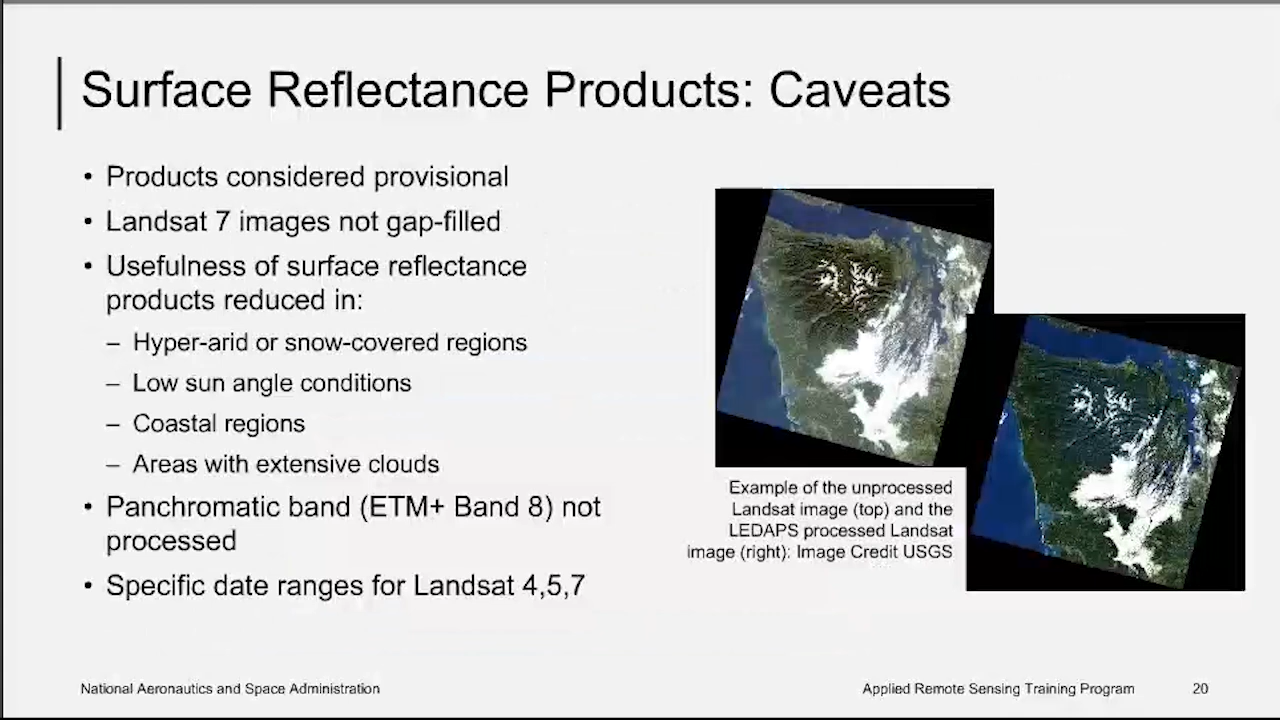 Surface Reflectance Products: Caveats
• Products considered provisional
• Landsat 7 images not gap-filled
• Usefulness of surface reflectance
products reduced in:
– Hyper-arid or snow-covered regions
– Low sun angle conditions
– Coastal regions
– Areas with extensive clouds
• Panchromatic band (ETM+ Band 8) not
processed
• Specific date ranges for Landsat 4,5,7
Example of the unprocessed
Landsat image (top) and the
LEDAPS processed Landsat
image (right): Image Credit USGS
National Aeronautics and Space Administration
Applied Remote Sensing Training Program
20